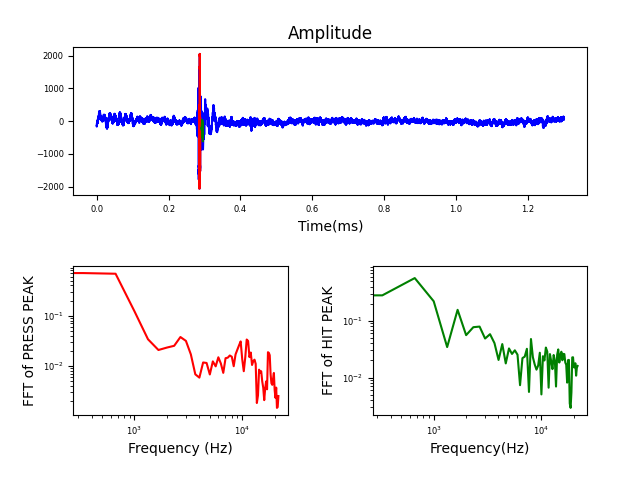 Amplitude
2000
1000
0
−1000
−2000
0.0 0.2 0.4 0.6 0.8 1.0 1.2
Time(ms)
FFT of PRESS PEAK
10⁻¹
10⁻²
10³ 10⁴
Frequency (Hz)
FFT of HIT PEAK
10⁻¹
10⁻²
10³ 10⁴
Frequency(Hz)